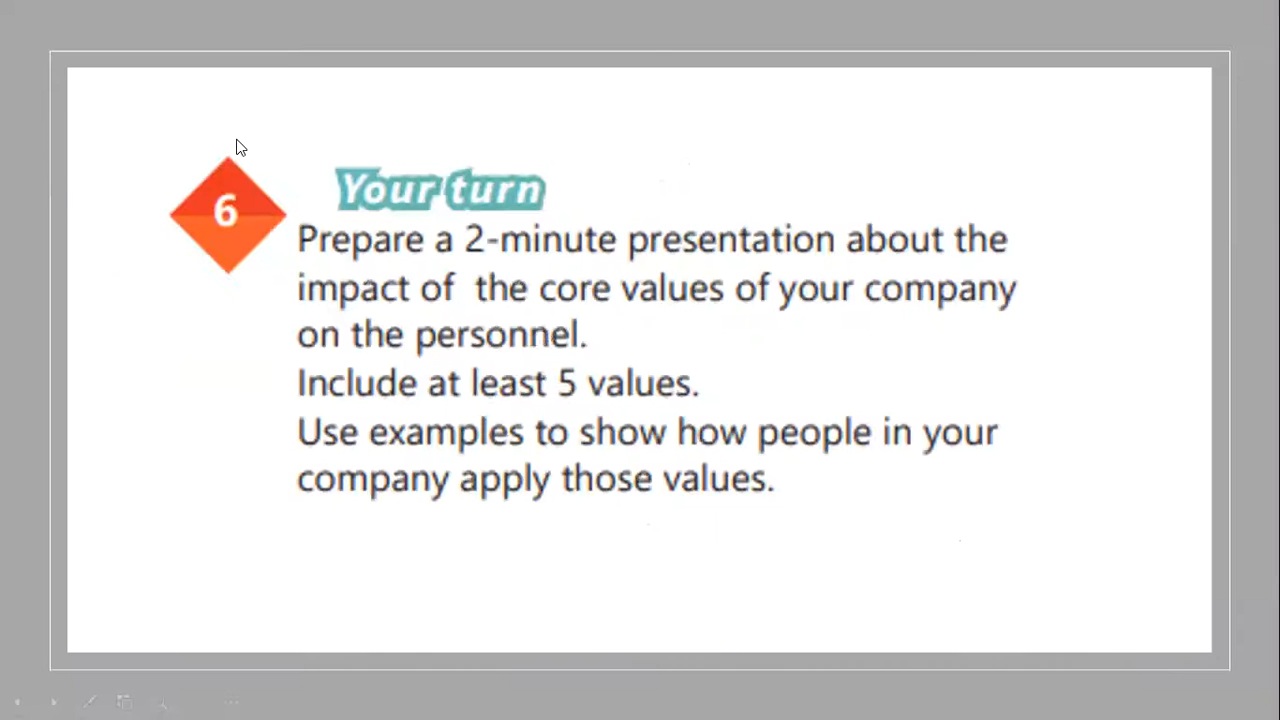 6
Your turn
Prepare a 2-minute presentation about the
impact of the core values of your company
on the personnel.
Include at least 5 values.
Use examples to show how people in your
company apply those values.